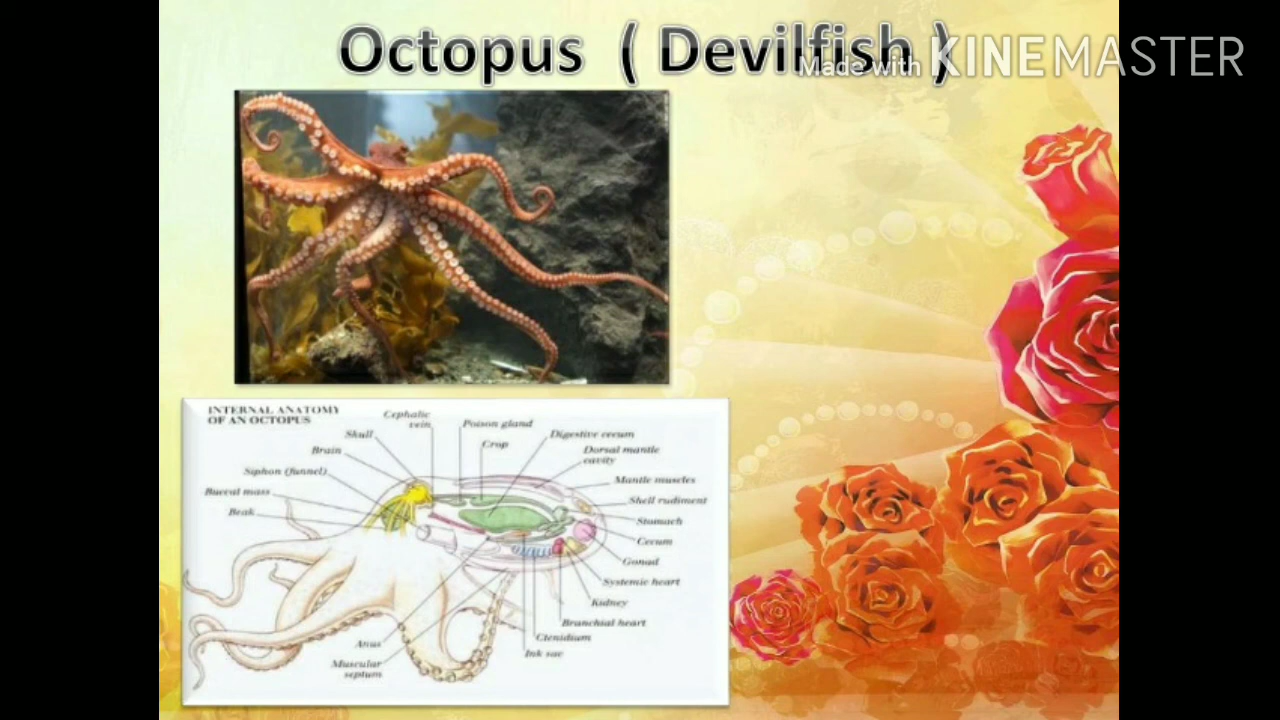 Octopus ( Devilfish )
Made with KINEMASTER
INTERNAL ANATOMY
OF AN OCTOPUS
Cephalic
vein
Poison gland
Skull
Crop
Digestive cecum
Brain
Dorsal mantle
cavity
Siphon (funnel)
Mantle muscles
Buccal mass
Shell rudiment
Beak
Stomach
Cecum
Gonad
Systemic heart
Kidney
Branchial heart
Ctenidium
Anus
Ink sac
Muscular
septum